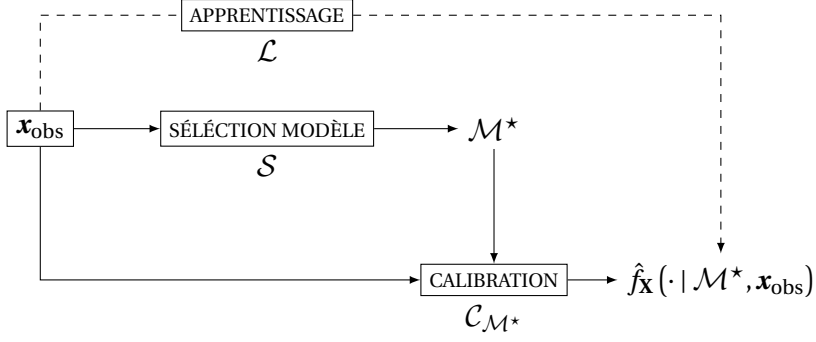 APPRENTISSAGE
ℒ
𝒙obs
SÉLÉCTION MODÈLE
ℳ⋆
𝒮
CALIBRATION
f̂𝐗(· | ℳ⋆, 𝒙obs)
𝒞ℳ⋆